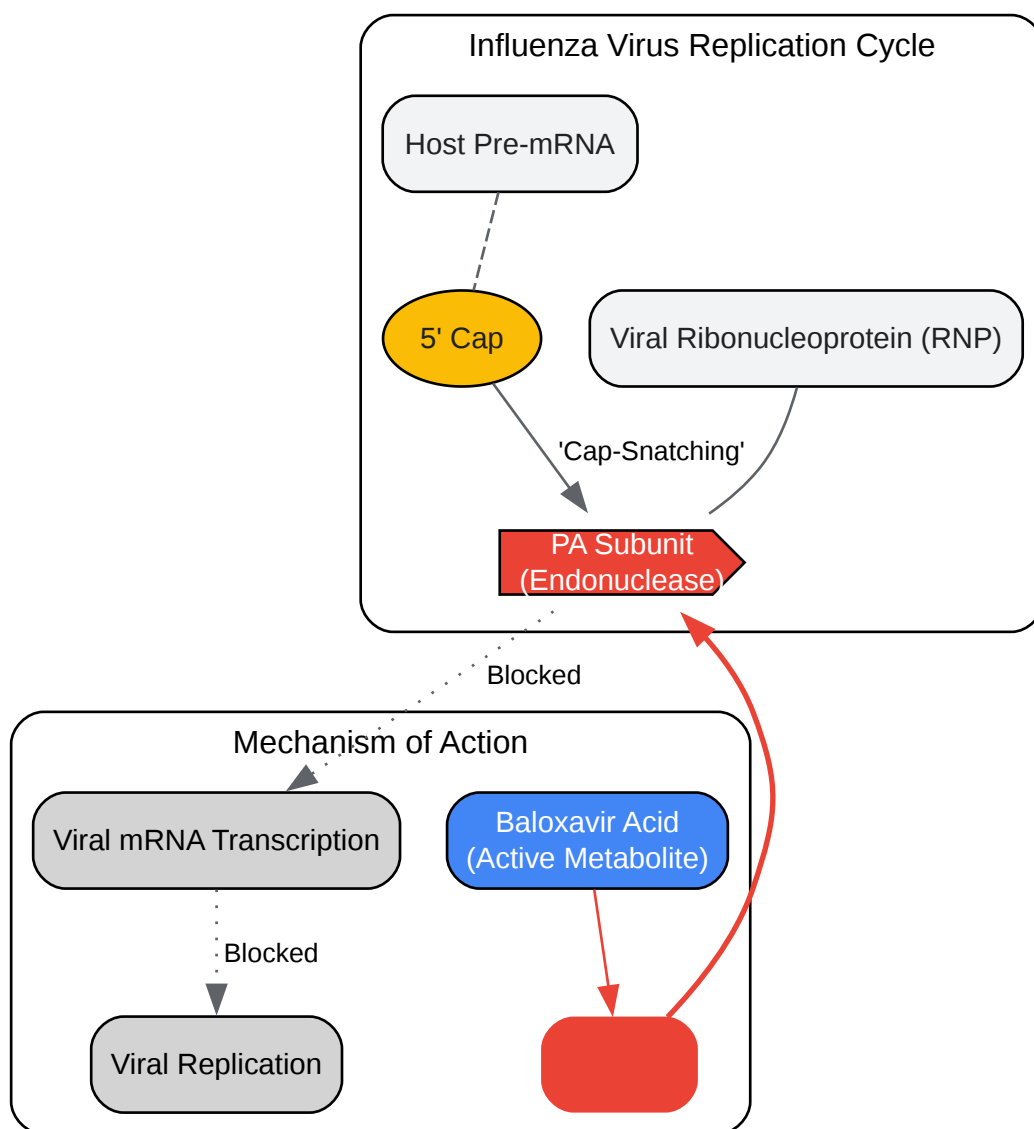 Influenza Virus Replication Cycle
Host Pre-mRNA
5' Cap
Viral Ribonucleoprotein (RNP)
'Cap-Snatching'
PA Subunit
(Endonuclease)
Blocked
Mechanism of Action
Viral mRNA Transcription
Baloxavir Acid
(Active Metabolite)
Blocked
Viral Replication